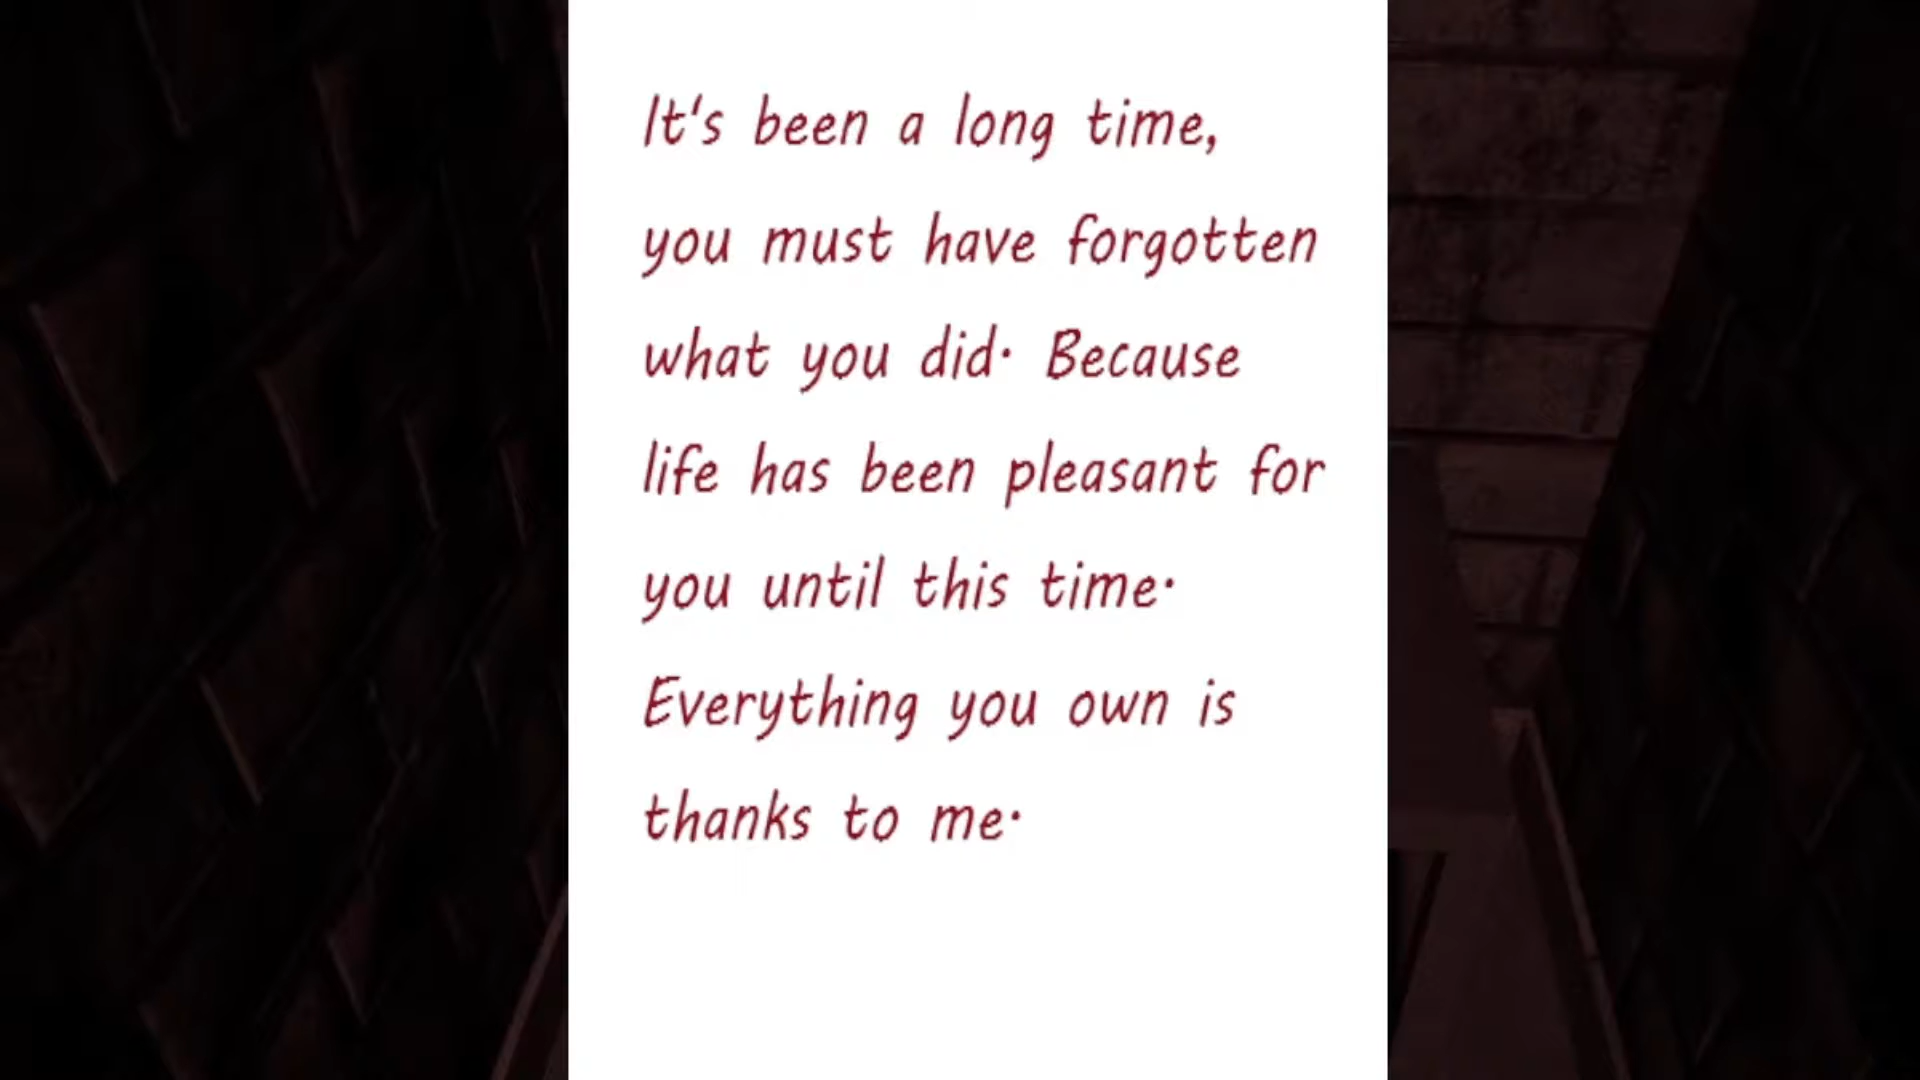 It's been a long time,
you must have forgotten
what you did. Because
life has been pleasant for
you until this time.
Everything you own is
thanks to me.